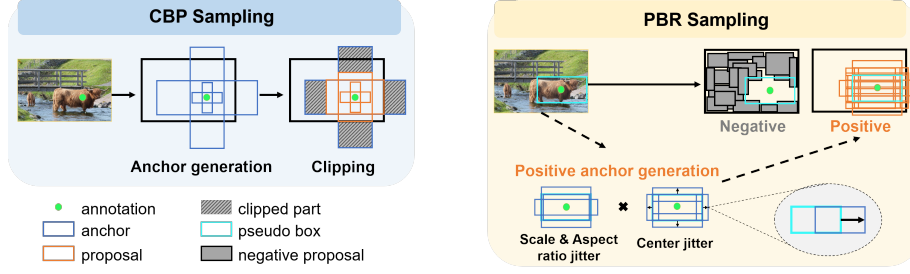 CBP Sampling
Anchor generation
Clipping
annotation
anchor
proposal
clipped part
pseudo box
negative proposal
PBR Sampling
Negative
Positive
Positive anchor generation
Scale & Aspect
ratio jitter
Center jitter